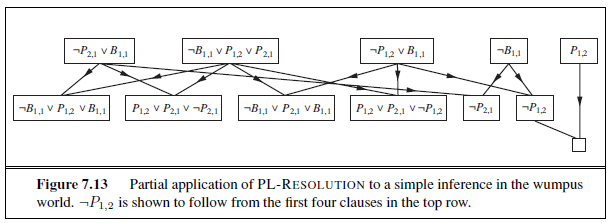 ¬P2,1 ∨ B1,1 ¬B1,1 ∨ P1,2 ∨ P2,1 ¬P1,2 ∨ B1,1 ¬B1,1 P1,2
¬B1,1 ∨ P1,2 ∨ B1,1 P1,2 ∨ P2,1 ∨ ¬P2,1 ¬B1,1 ∨ P2,1 ∨ B1,1 P1,2 ∨ P2,1 ∨ ¬P1,2 ¬P2,1 ¬P1,2
Figure 7.13 Partial application of PL-RESOLUTION to a simple inference in the wumpus
world. ¬P1,2 is shown to follow from the first four clauses in the top row.